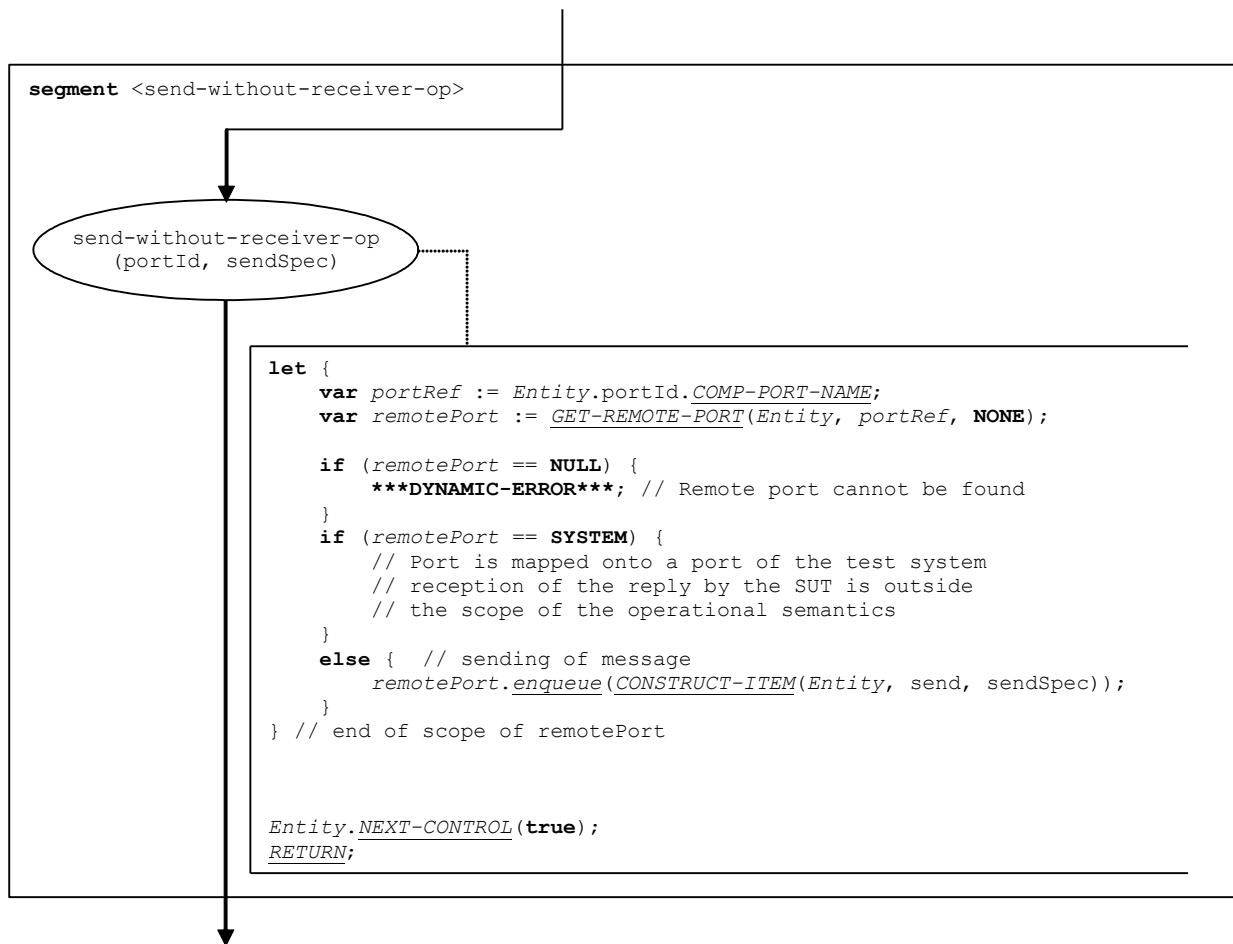 segment <send-without-receiver-op>
send-without-receiver-op
(portId, sendSpec)
let {
var portRef := Entity.portId.COMP-PORT-NAME;
var remotePort := GET-REMOTE-PORT(Entity, portRef, NONE);
if (remotePort == NULL) {
***DYNAMIC-ERROR***; // Remote port cannot be found
}
if (remotePort == SYSTEM) {
// Port is mapped onto a port of the test system
// reception of the reply by the SUT is outside
// the scope of the operational semantics
}
else {  // sending of message
remotePort.enqueue(CONSTRUCT-ITEM(Entity, send, sendSpec));
}
} // end of scope of remotePort
Entity.NEXT-CONTROL(true);
RETURN;